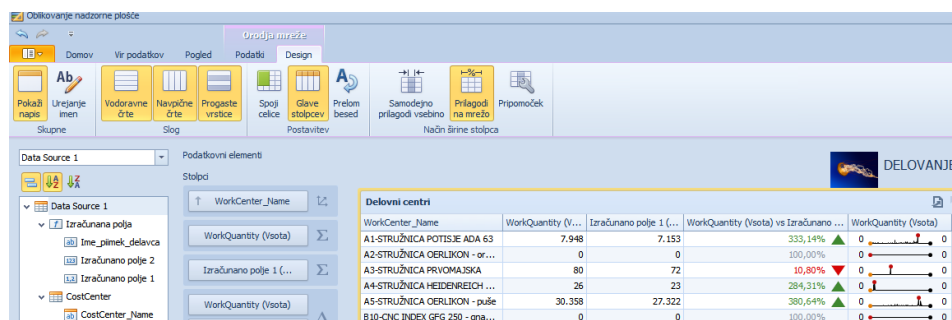 Oblikovanje nadzorne plošče
Orodja mreže
Domov Vir podatkov Pogled Podatki Design
Pokaži napis
Urejanje imen
Vodoravne črte
Navpične črte
Progaste vrstice
Spoji celice
Glave stolpcev
Prelom besed
Samodejno prilagodi vsebino
Prilagodi na mrežo
Pripomoček
Skupne Slog Postavitev Način širine stolpca
Data Source 1
Data Source 1
Izračunana polja
Ime_piimek_delavca
Izračunano polje 2
Izračunano polje 1
CostCenter
CostCenter_Name
Podatkovni elementi
Stolpci
WorkCenter_Name
WorkQuantity (Vsota)
Izračunano polje 1 (...
WorkQuantity (Vsota)
DELOVANJE
Delovni centri
WorkCenter_Name WorkQuantity (V... Izračunano polje 1 (... WorkQuantity (Vsota) vs Izračunano ... WorkQuantity (Vsota)
A1-STRUŽNICA POTISJE ADA 63 7.948 7.153 333,14% 0 0
A2-STRUŽNICA OERLIKON - or... 0 0 100,00% 0 0
A3-STRUŽNICA PRVOMAJSKA 80 72 10,80% 0 0
A4-STRUŽNICA HEIDENREICH ... 26 23 284,31% 0 0
A5-STRUŽNICA OERLIKON - puše 30.358 27.322 380,64% 0 0
B10-CNC INDEX GFG 250 - gna... 0 0 100,00% 0 0